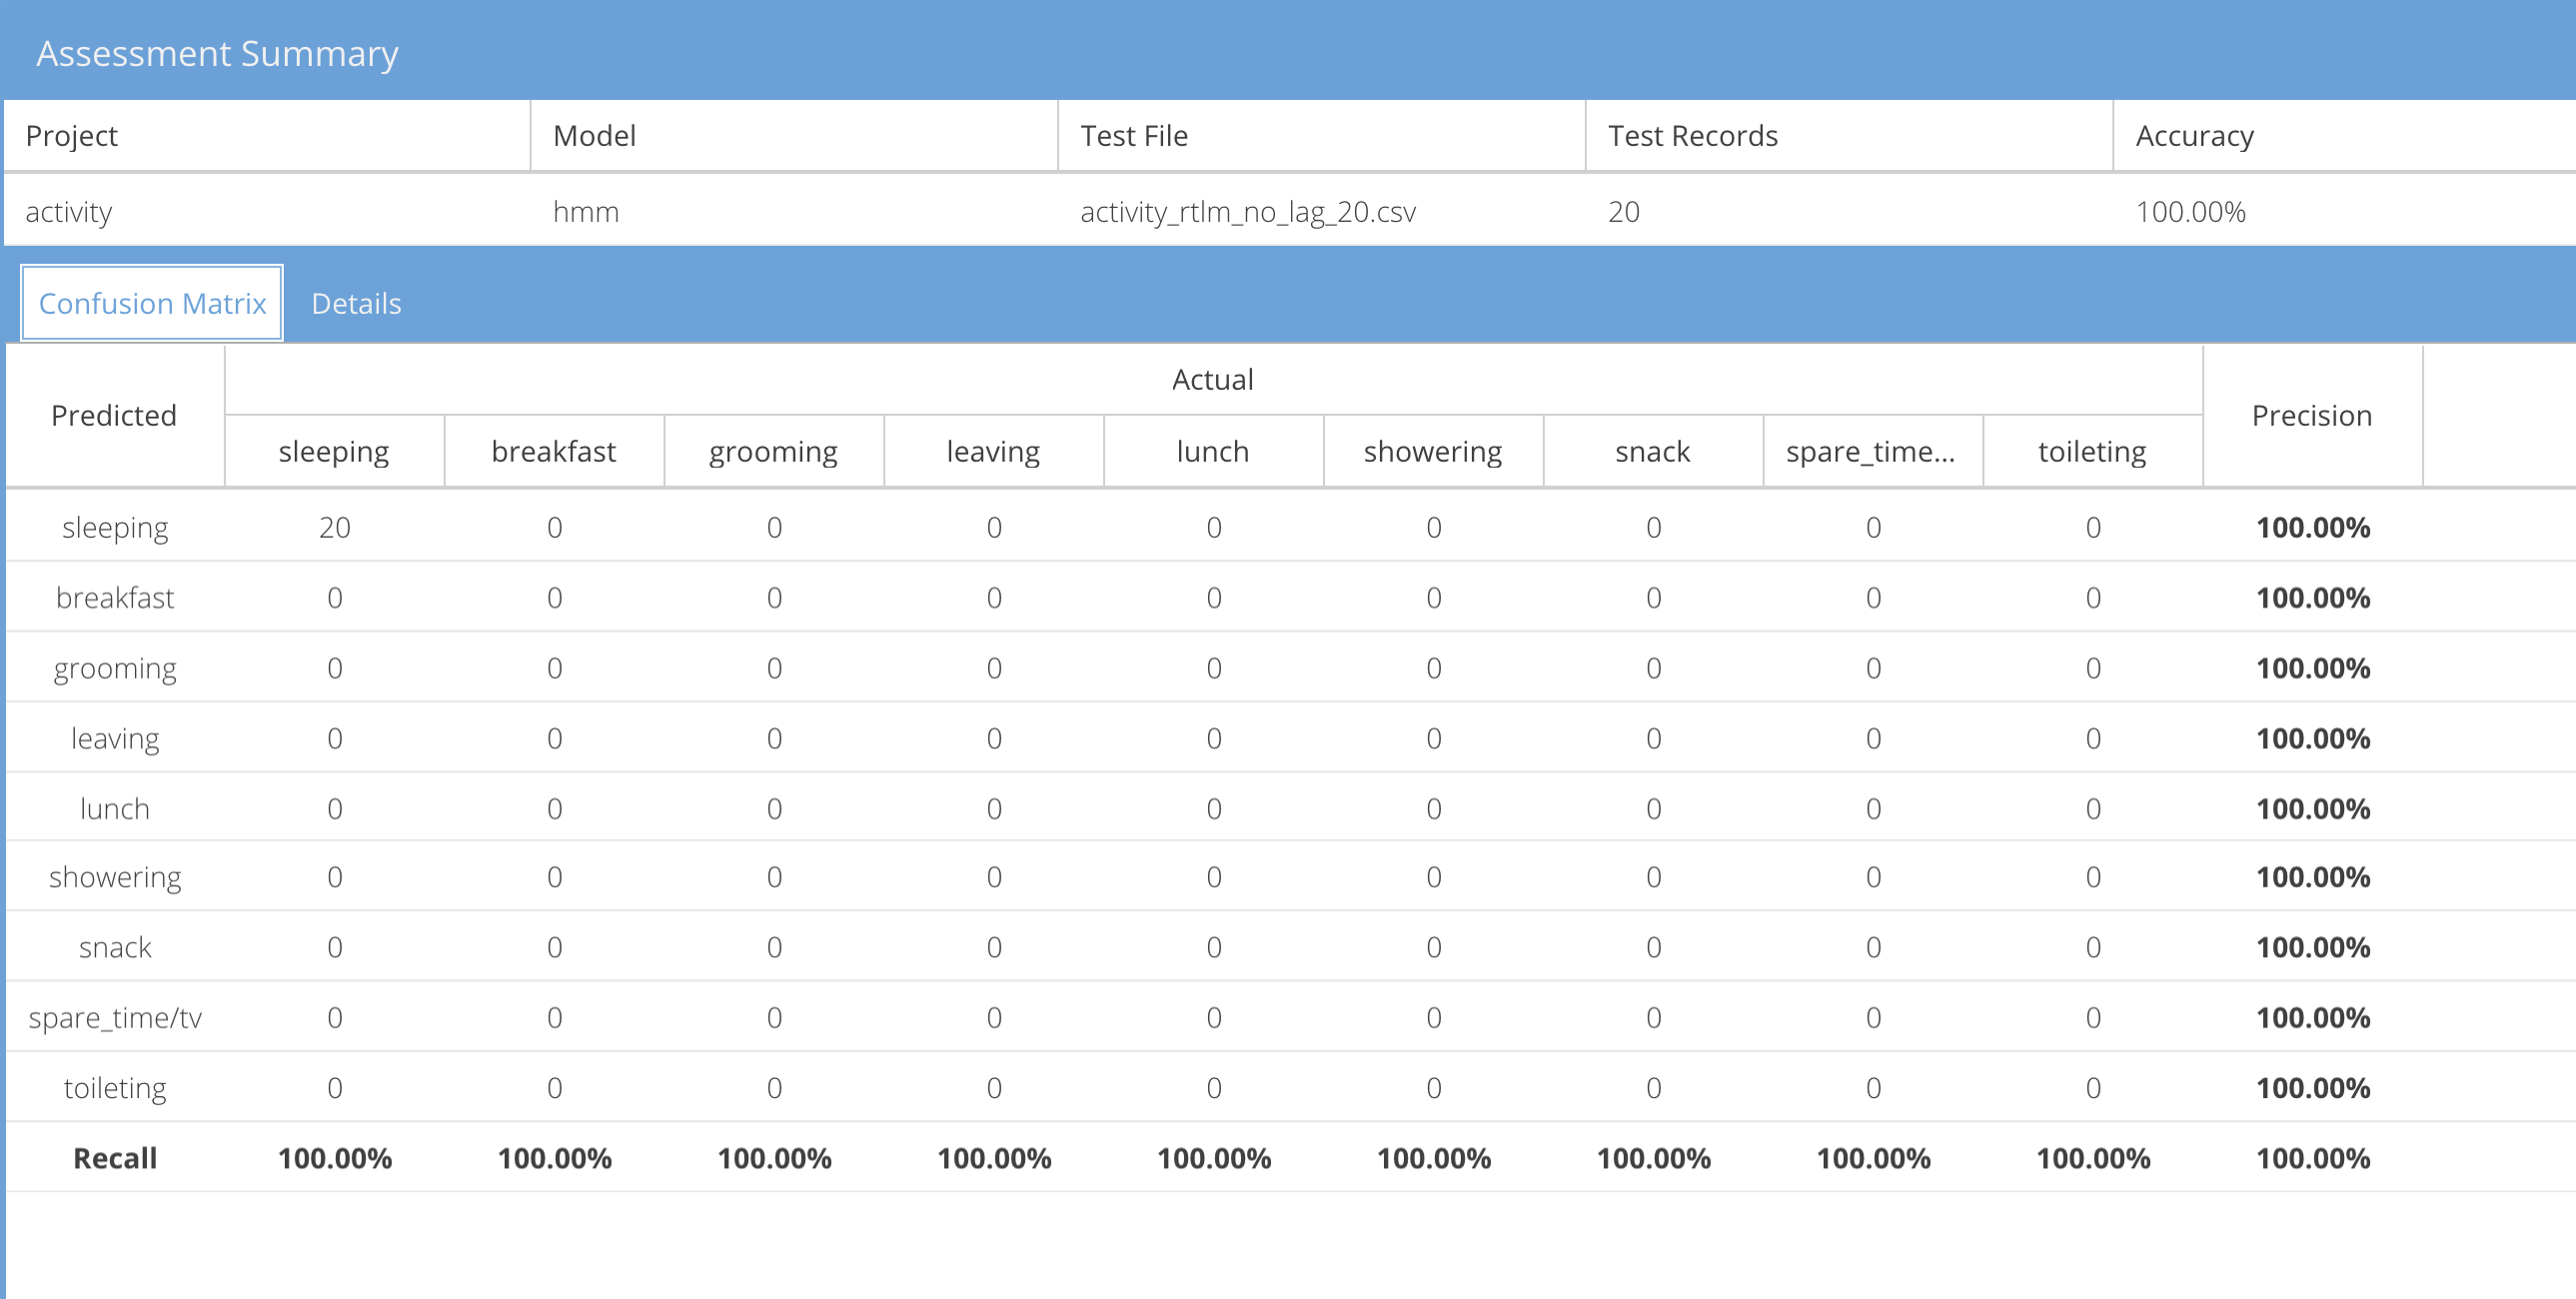 Assessment Summary
Project Model Test File Test Records Accuracy
activity hmm activity_rtlm_no_lag_20.csv 20 100.00%
Confusion Matrix Details
Predicted Actual Precision
sleeping breakfast grooming leaving lunch showering snack spare_time... toileting
sleeping 20 0 0 0 0 0 0 0 0 100.00%
breakfast 0 0 0 0 0 0 0 0 0 100.00%
grooming 0 0 0 0 0 0 0 0 0 100.00%
leaving 0 0 0 0 0 0 0 0 0 100.00%
lunch 0 0 0 0 0 0 0 0 0 100.00%
showering 0 0 0 0 0 0 0 0 0 100.00%
snack 0 0 0 0 0 0 0 0 0 100.00%
spare_time/tv 0 0 0 0 0 0 0 0 0 100.00%
toileting 0 0 0 0 0 0 0 0 0 100.00%
Recall 100.00% 100.00% 100.00% 100.00% 100.00% 100.00% 100.00% 100.00% 100.00% 100.00%